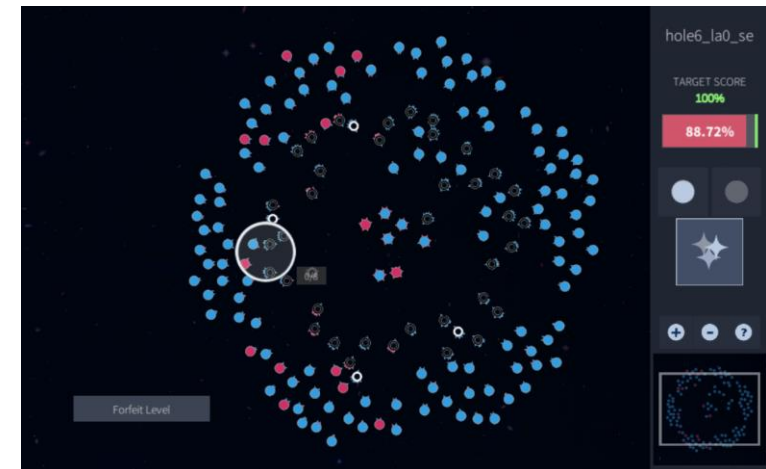 hole6_la0_se
TARGET SCORE
100%
88.72%
Forfeit Level